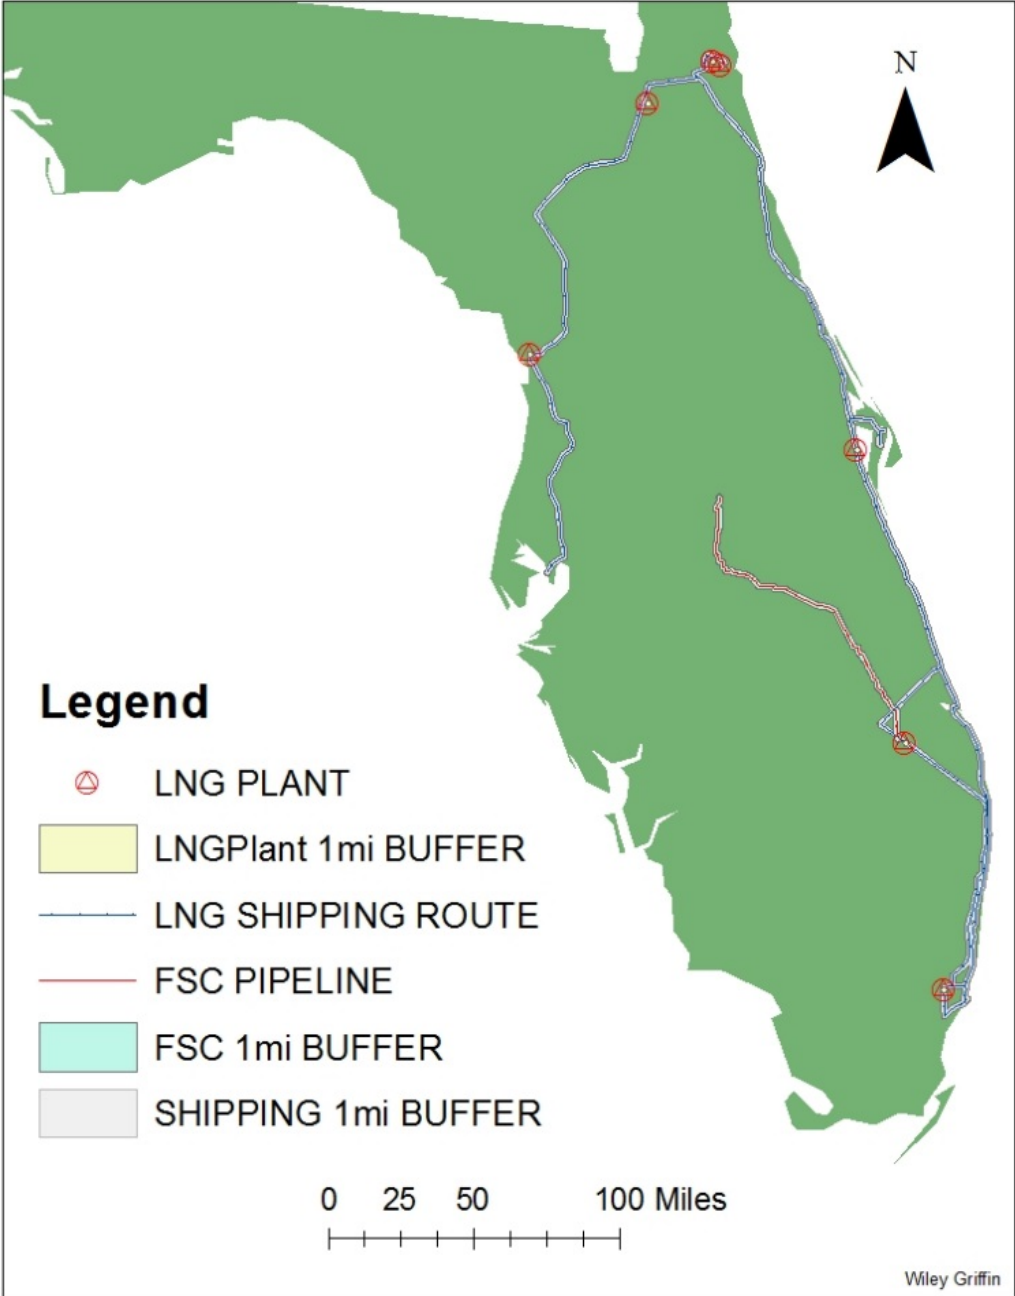 N
Legend
LNG PLANT
LNGPlant 1mi BUFFER
LNG SHIPPING ROUTE
FSC PIPELINE
FSC 1mi BUFFER
SHIPPING 1mi BUFFER
0 25 50 100 Miles
Wiley Griffin